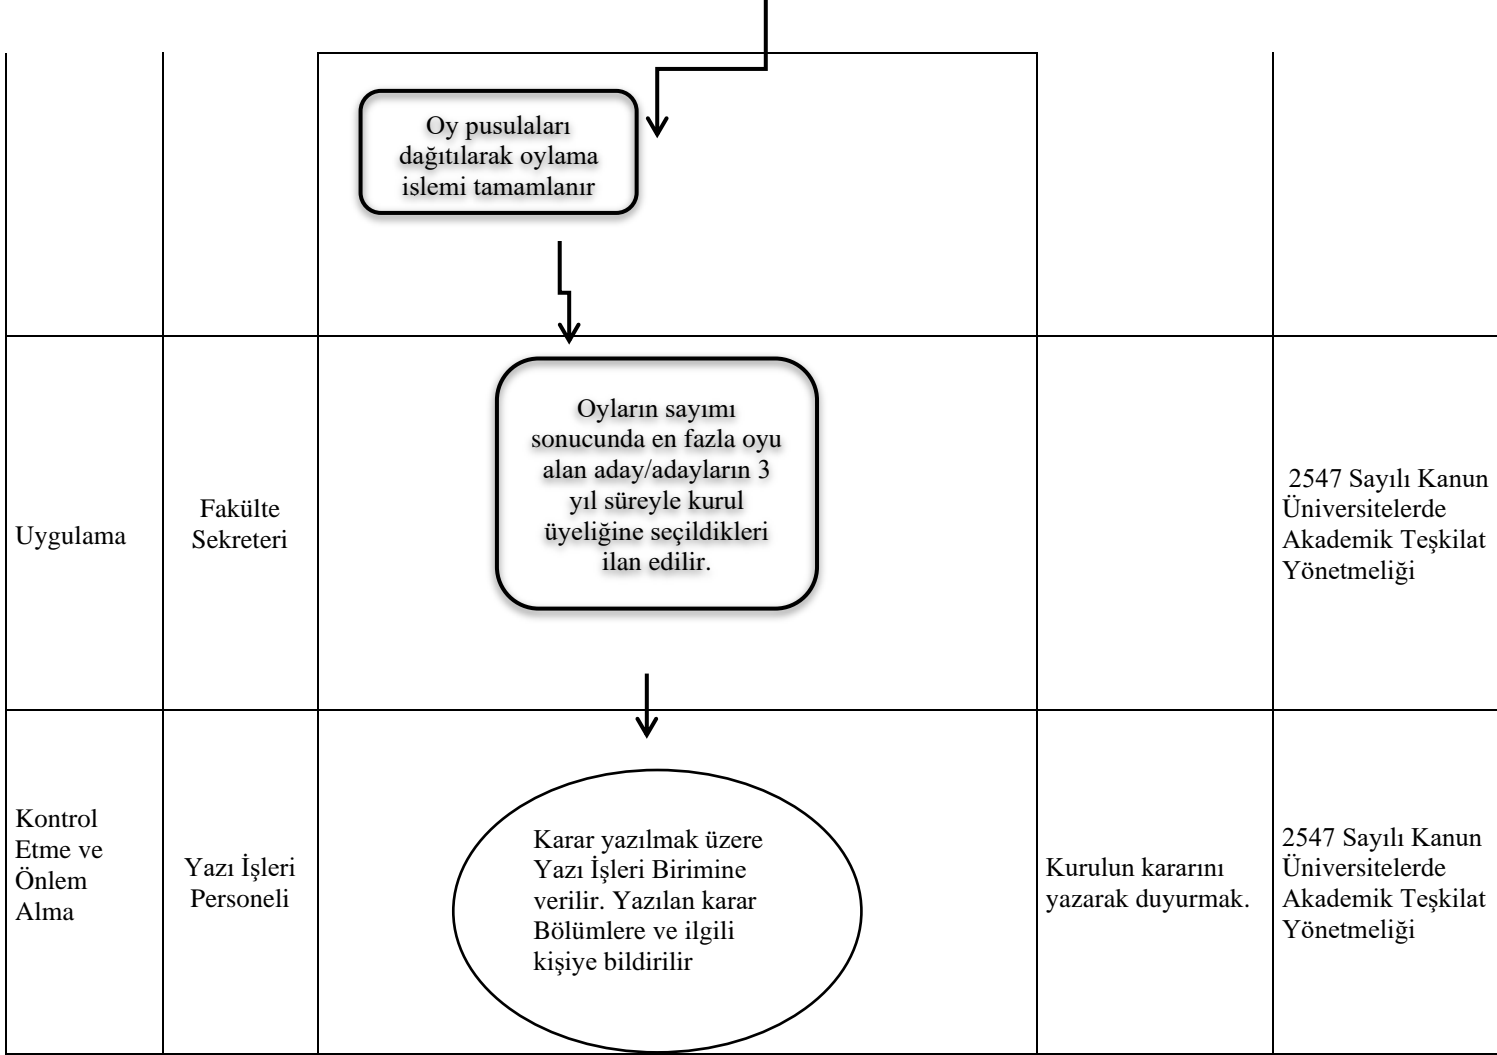 Oy pusulaları
dağıtılarak oylama
islemi tamamlanır
Uygulama
Fakülte
Sekreteri
Oyların sayımı
sonucunda en fazla oyu
alan aday/adayların 3
yıl süreyle kurul
üyeliğine seçildikleri
ilan edilir.
2547 Sayılı Kanun
Üniversitelerde
Akademik Teşkilat
Yönetmeliği
Kontrol
Etme ve
Önlem
Alma
Yazı İşleri
Personeli
Karar yazılmak üzere
Yazı İşleri Birimine
verilir. Yazılan karar
Bölümlere ve ilgili
kişiye bildirilir
Kurulun kararını
yazarak duyurmak.
2547 Sayılı Kanun
Üniversitelerde
Akademik Teşkilat
Yönetmeliği